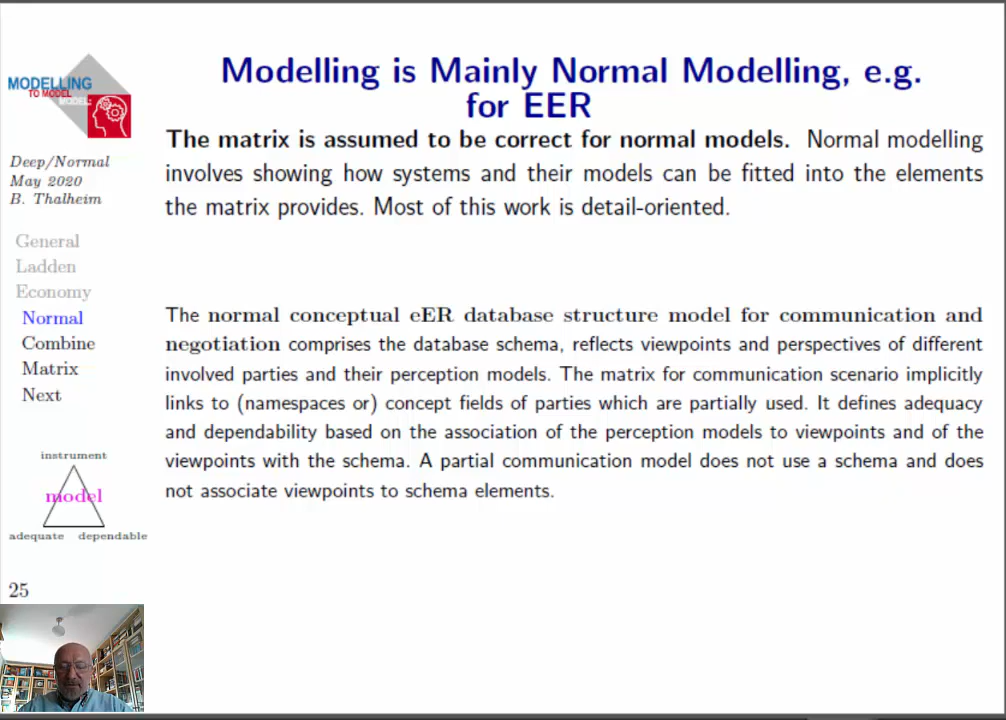 Modelling is Mainly Normal Modelling, e.g.
for EER
MODELLING
TO MODEL
MODEL:
Deep/Normal
May 2020
B. Thalheim
General
Ladden
Economy
Normal
Combine
Matrix
Next
instrument
model
adequate dependable
25
The matrix is assumed to be correct for normal models. Normal modelling
involves showing how systems and their models can be fitted into the elements
the matrix provides. Most of this work is detail-oriented.
The normal conceptual eER database structure model for communication and
negotiation comprises the database schema, reflects viewpoints and perspectives of different
involved parties and their perception models. The matrix for communication scenario implicitly
links to (namespaces or) concept fields of parties which are partially used. It defines adequacy
and dependability based on the association of the perception models to viewpoints and of the
viewpoints with the schema. A partial communication model does not use a schema and does
not associate viewpoints to schema elements.